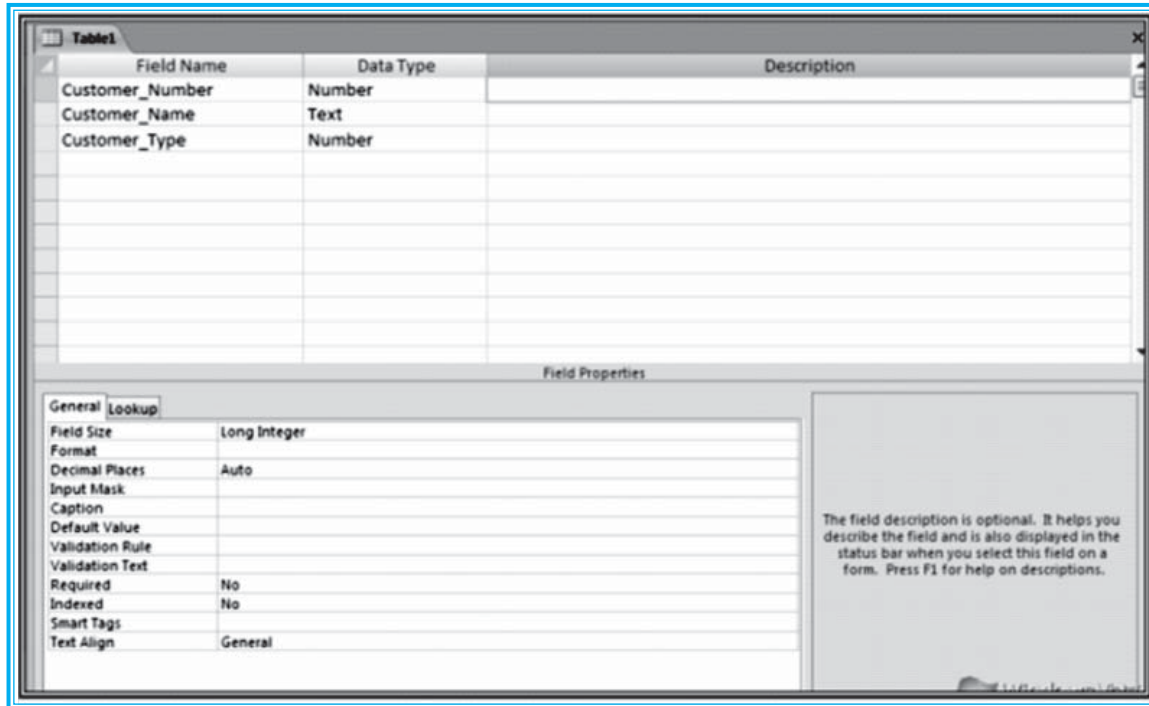 Table1
Field Name Data Type Description
Customer_Number Number
Customer_Name Text
Customer_Type Number
Field Properties
General Lookup
Field Size Long Integer
Format
Decimal Places Auto
Input Mask
Caption
Default Value
Validation Rule
Validation Text
Required No
Indexed No
Smart Tags
Text Align General
The field description is optional. It helps you
describe the field and is also displayed in the
status bar when you select this field on a
form. Press F1 for help on descriptions.